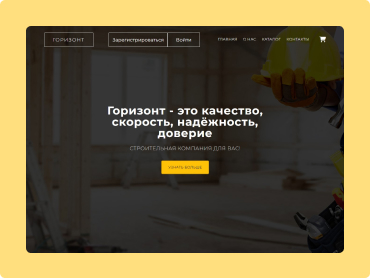 ГОРИЗОНТ
Зарегистрироваться Войти
ГЛАВНАЯ О НАС КАТАЛОГ КОНТАКТЫ
Горизонт - это качество,
скорость, надёжность,
доверие
СТРОИТЕЛЬНАЯ КОМПАНИЯ ДЛЯ ВАС!
УЗНАТЬ БОЛЬШЕ